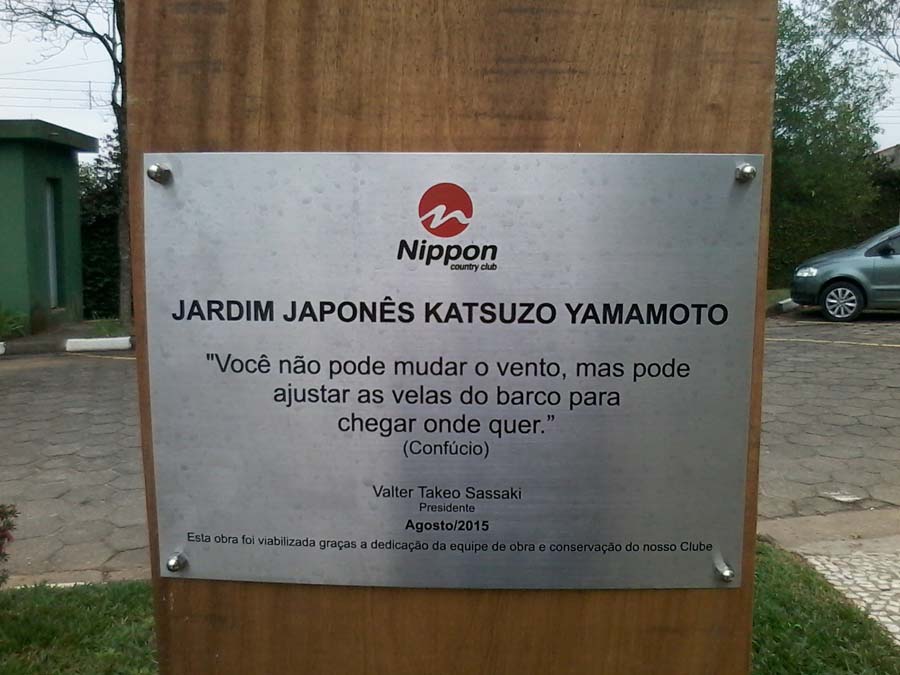 Nippon
country club
JARDIM JAPONÊS KATSUZO YAMAMOTO
"Você não pode mudar o vento, mas pode
ajustar as velas do barco para
chegar onde quer.”
(Confúcio)
Valter Takeo Sassaki
Presidente
Agosto/2015
Esta obra foi viabilizada graças a dedicação da equipe de obra e conservação do nosso Clube